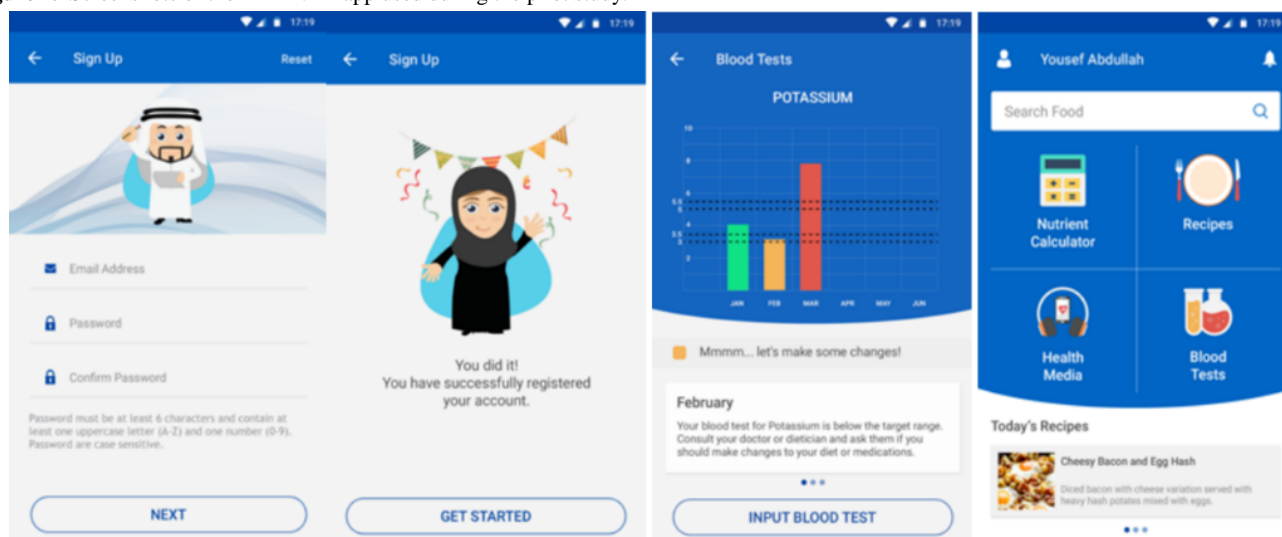 17:19
Sign Up
Reset
Email Address
Password
Confirm Password
Password must be at least 6 characters and contain at
least one uppercase letter (A-Z) and one number (0-9).
Password are case sensitive.
NEXT
17:19
Sign Up
You did it!
You have successfully registered
your account.
GET STARTED
17:19
Blood Tests
POTASSIUM
10
8
6
5.5
5
4
3.5
3
2
JAN FEB MAR APR MAY JUN
Mmmm... let's make some changes!
February
Your blood test for Potassium is below the target range.
Consult your doctor or dietician and ask them if you
should make changes to your diet or medications.
INPUT BLOOD TEST
17:19
Yousef Abdullah
Search Food
Nutrient
Calculator
Recipes
Health
Media
Blood
Tests
Today's Recipes
Cheesy Bacon and Egg Hash
Diced bacon with cheese variation served with
heavy hash potates mixed with eggs.